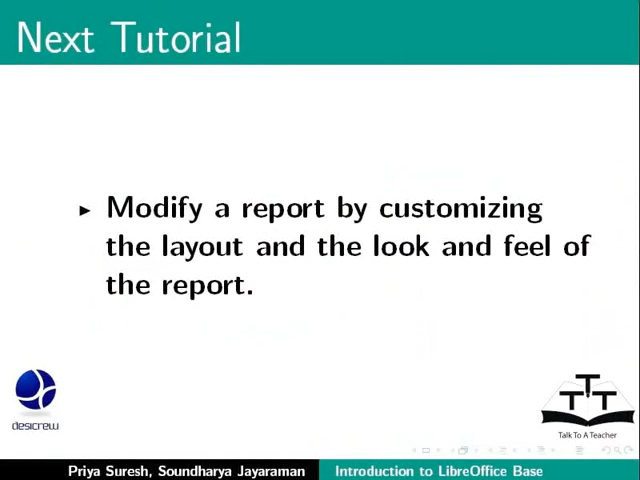 Next Tutorial
▶ Modify a report by customizing
the layout and the look and feel of
the report.
desicrew
TTT
Talk To A Teacher
Priya Suresh, Soundharya Jayaraman
Introduction to LibreOffice Base